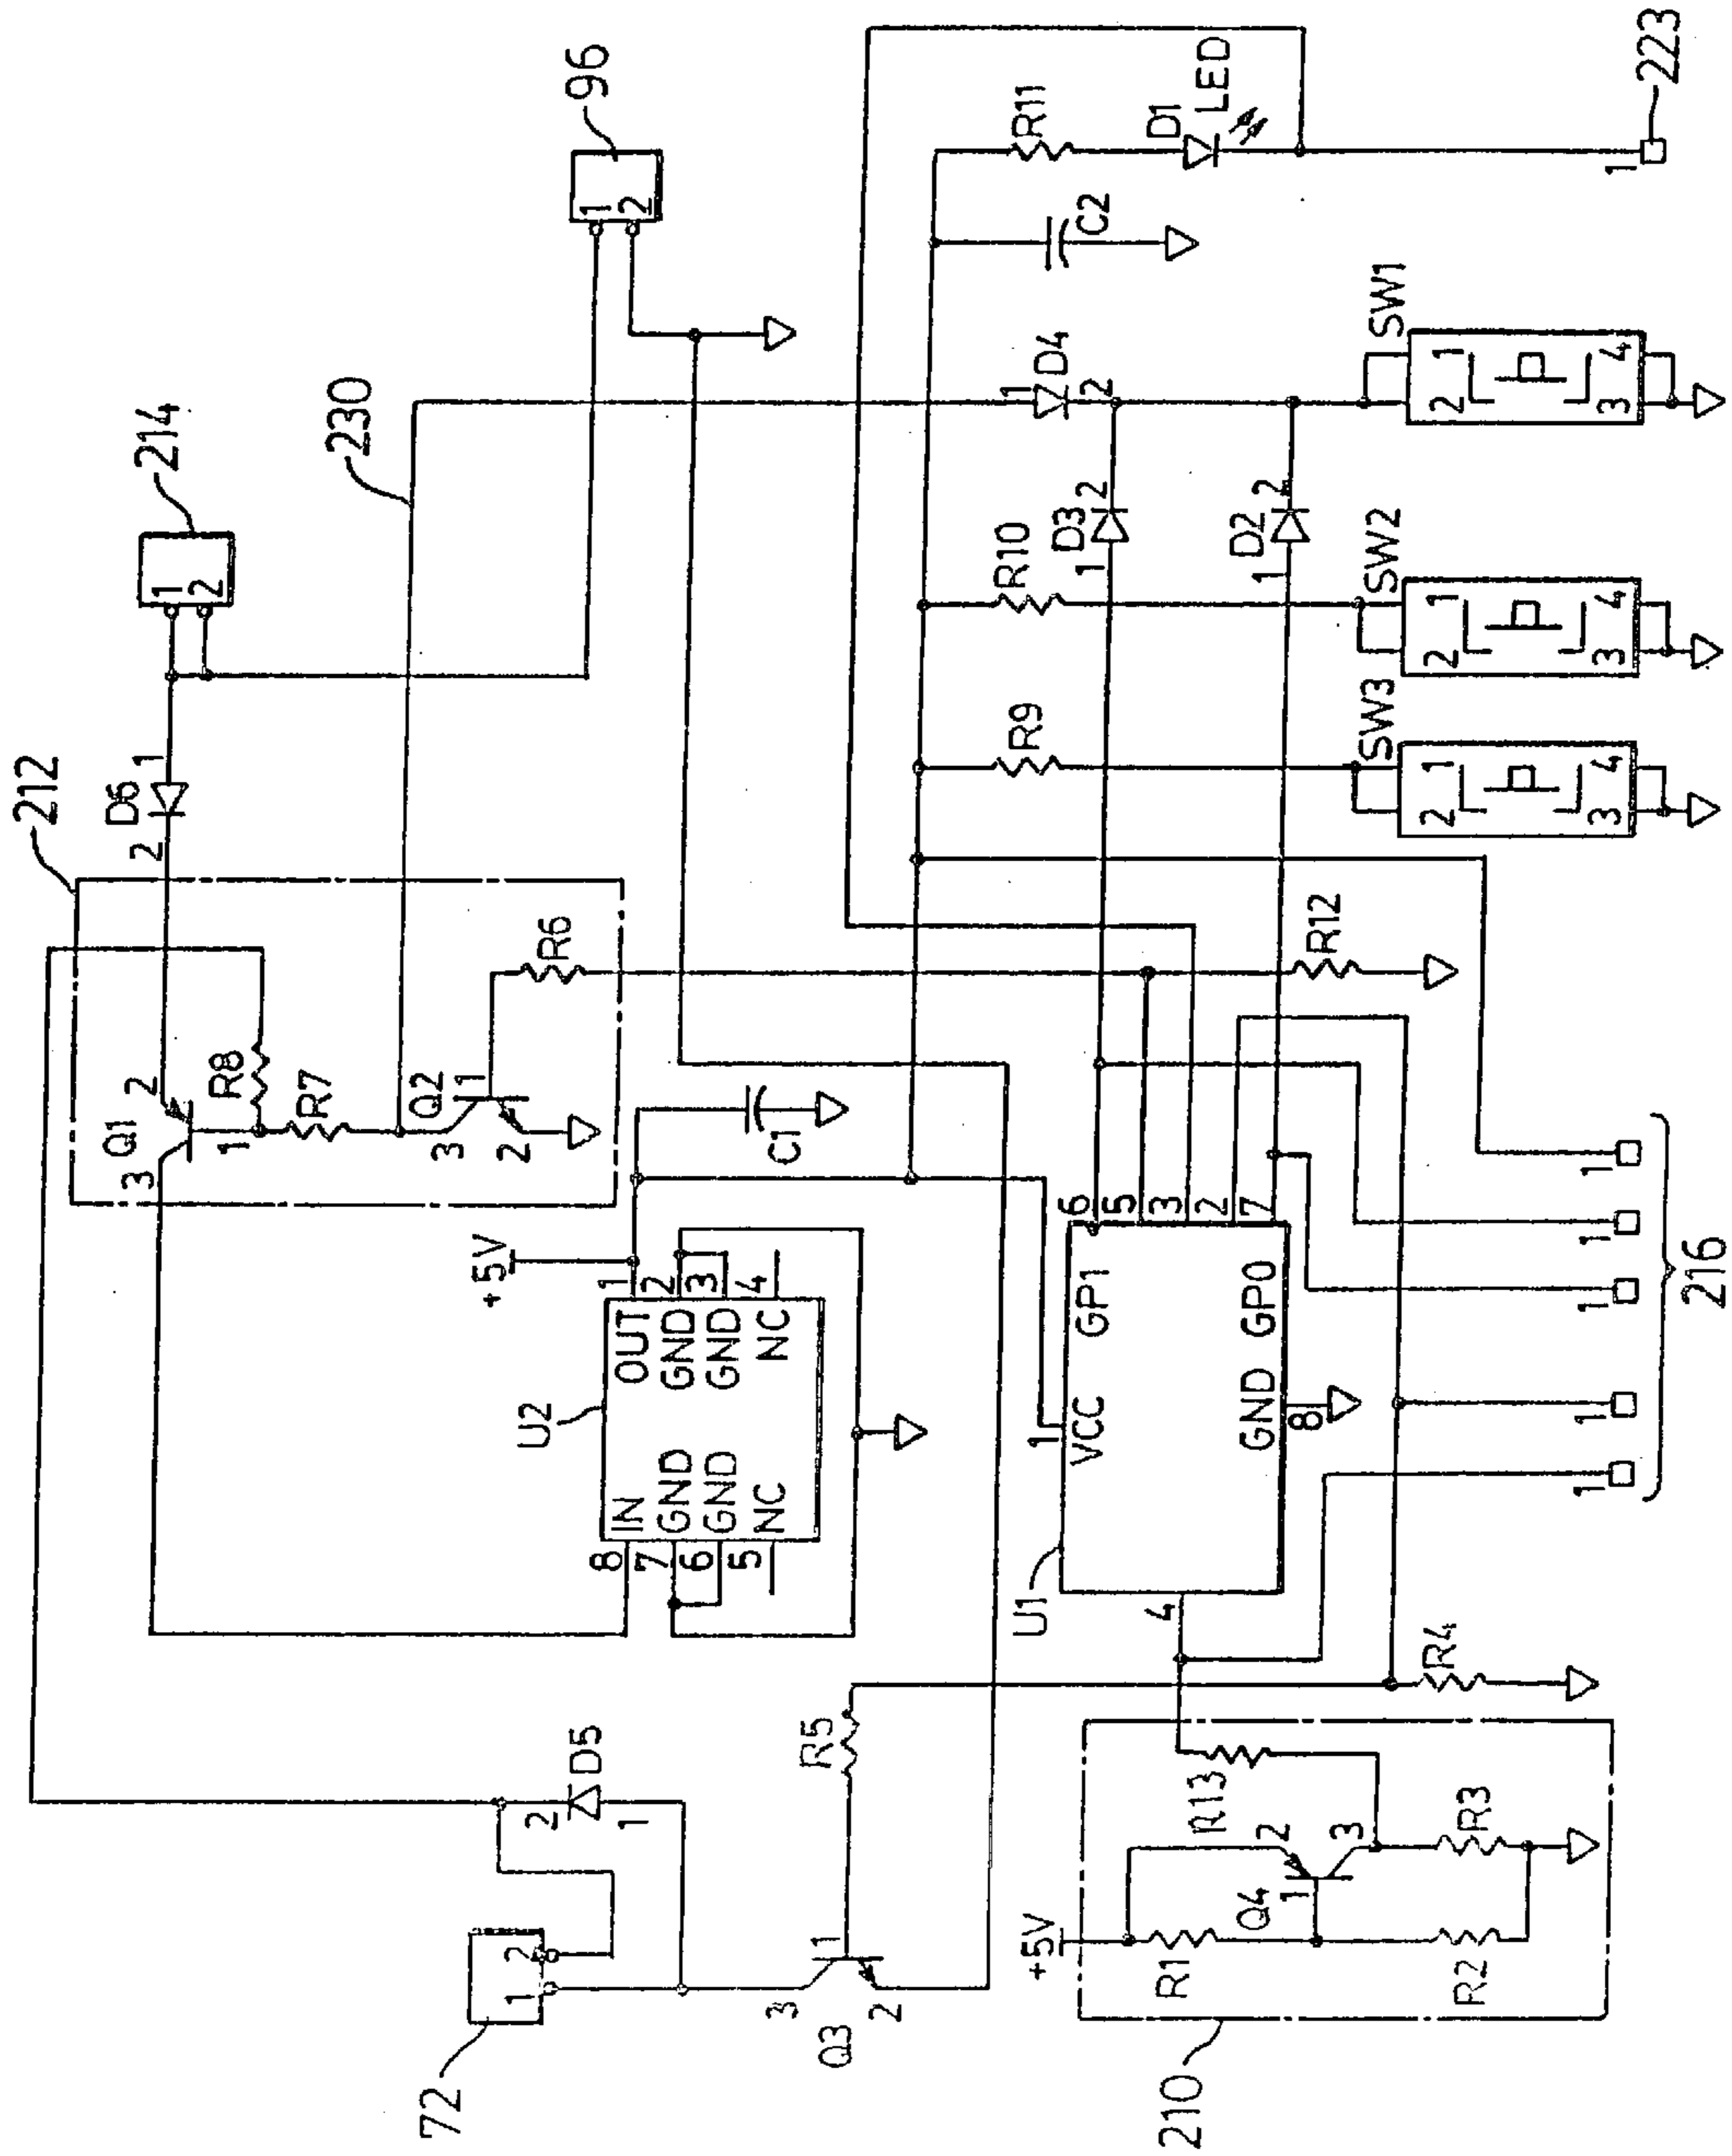 212
214
96
72
D6
2
1
1
2
1
2
Q1
3
2
1
R8
R7
230
Q2
3
1
2
R6
D5
2
1
2
1
+5V
U2
8 IN
7 GND
6 GND
5 NC
OUT 1
GND 2
GND 3
NC 4
C1
Q3
3
1
2
R5
U1
4
1
VCC
GP1 6
5
3
2
GP0 7
GND
8
R12
R9
R10
D3
1
2
D2
1
2
D4
1
2
C2
R11
D1
LED
SW3
2 1
3 4
SW2
2 1
3 4
SW1
2 1
3 4
1
223
R4
+5V
R1
R2
Q4
1
2
3
R13
R3
210
1
1
1
1
1
216